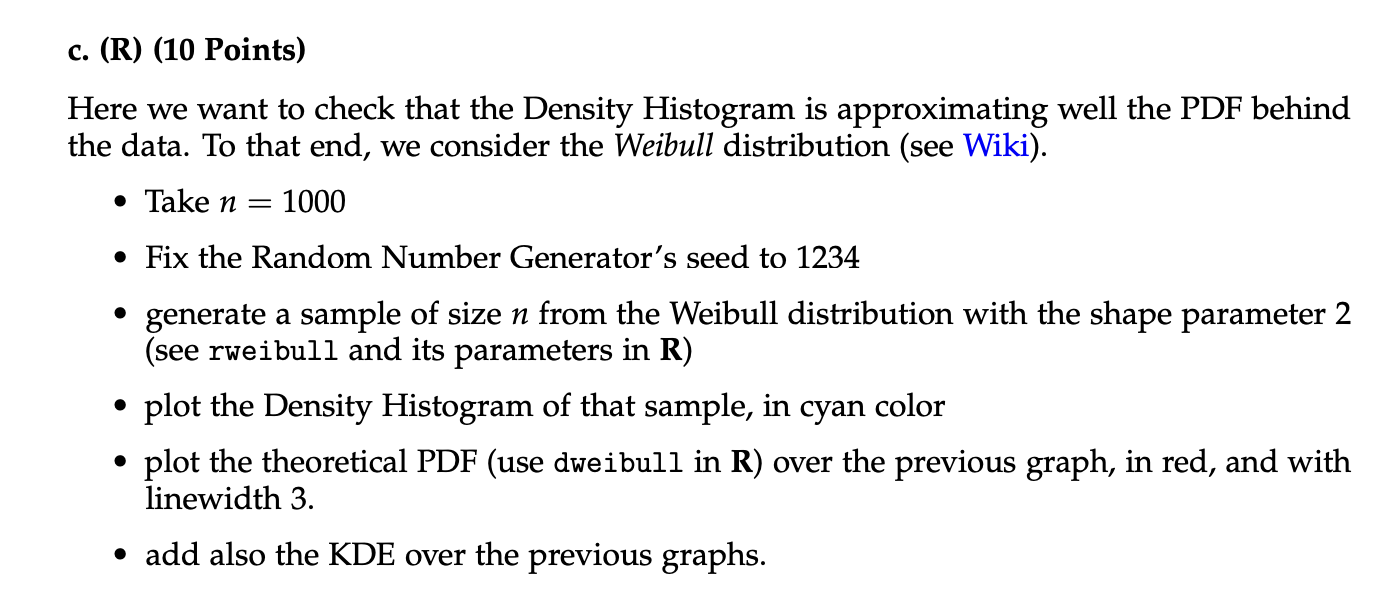 c. (R) (10 Points)
Here we want to check that the Density Histogram is approximating well the PDF behind
the data. To that end, we consider the Weibull distribution (see Wiki).
• Take n = 1000
• Fix the Random Number Generator's seed to 1234
• generate a sample of size n from the Weibull distribution with the shape parameter 2
(see rweibull and its parameters in R)
• plot the Density Histogram of that sample, in cyan color
• plot the theoretical PDF (use dweibull in R) over the previous graph, in red, and with
linewidth 3.
• add also the KDE over the previous graphs.